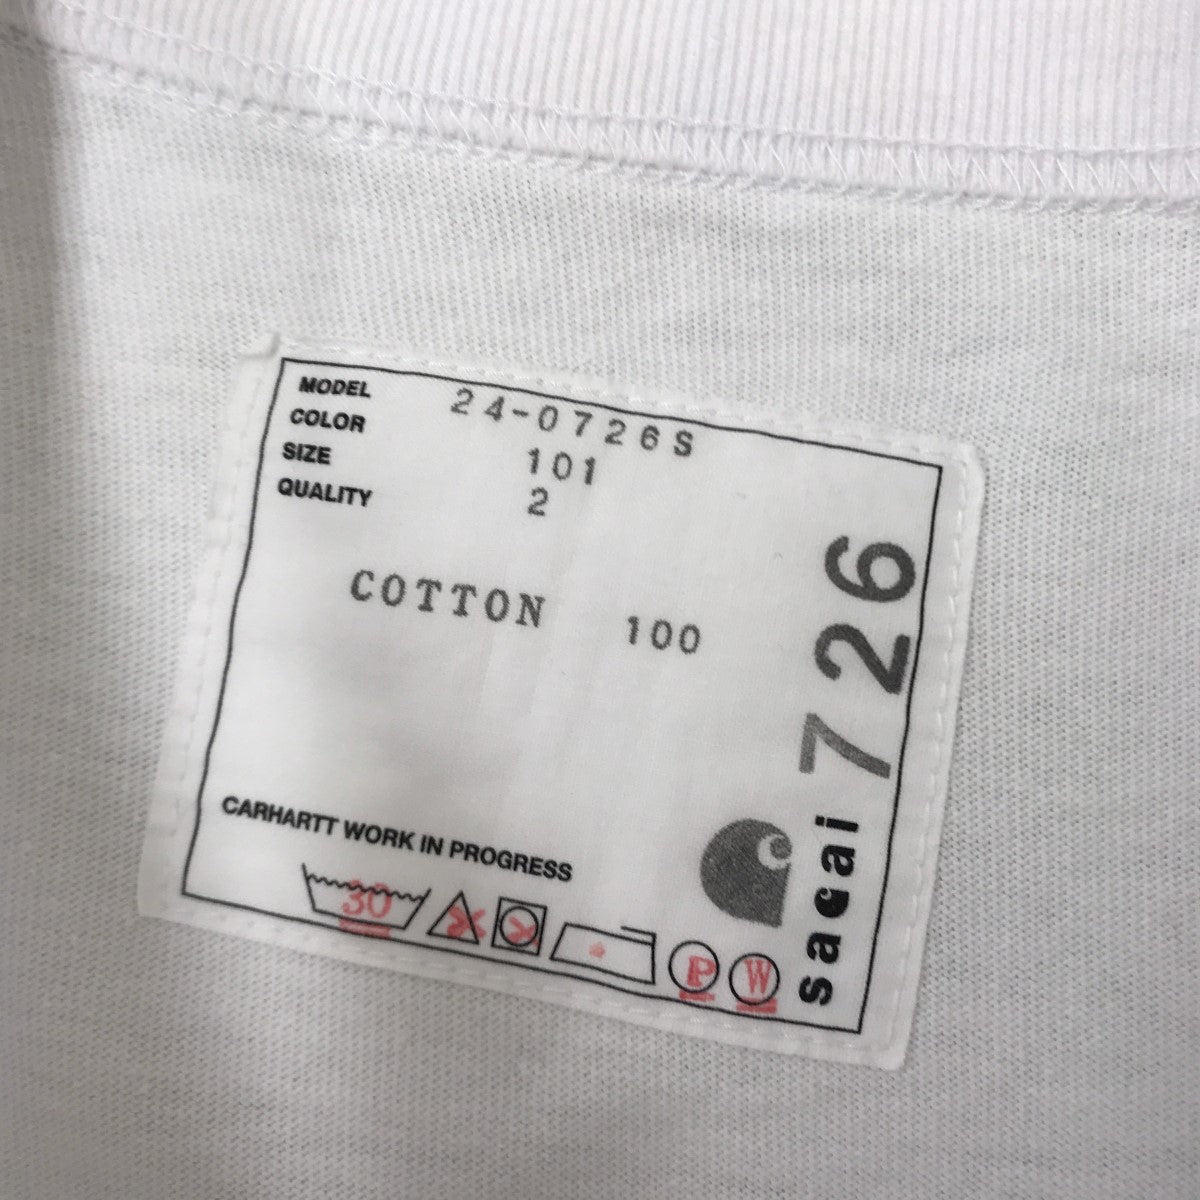 MODEL 24-0726S
COLOR 101
SIZE 2
QUALITY
COTTON 100
CARHARTT WORK IN PROGRESS
30
P W
sacai 726